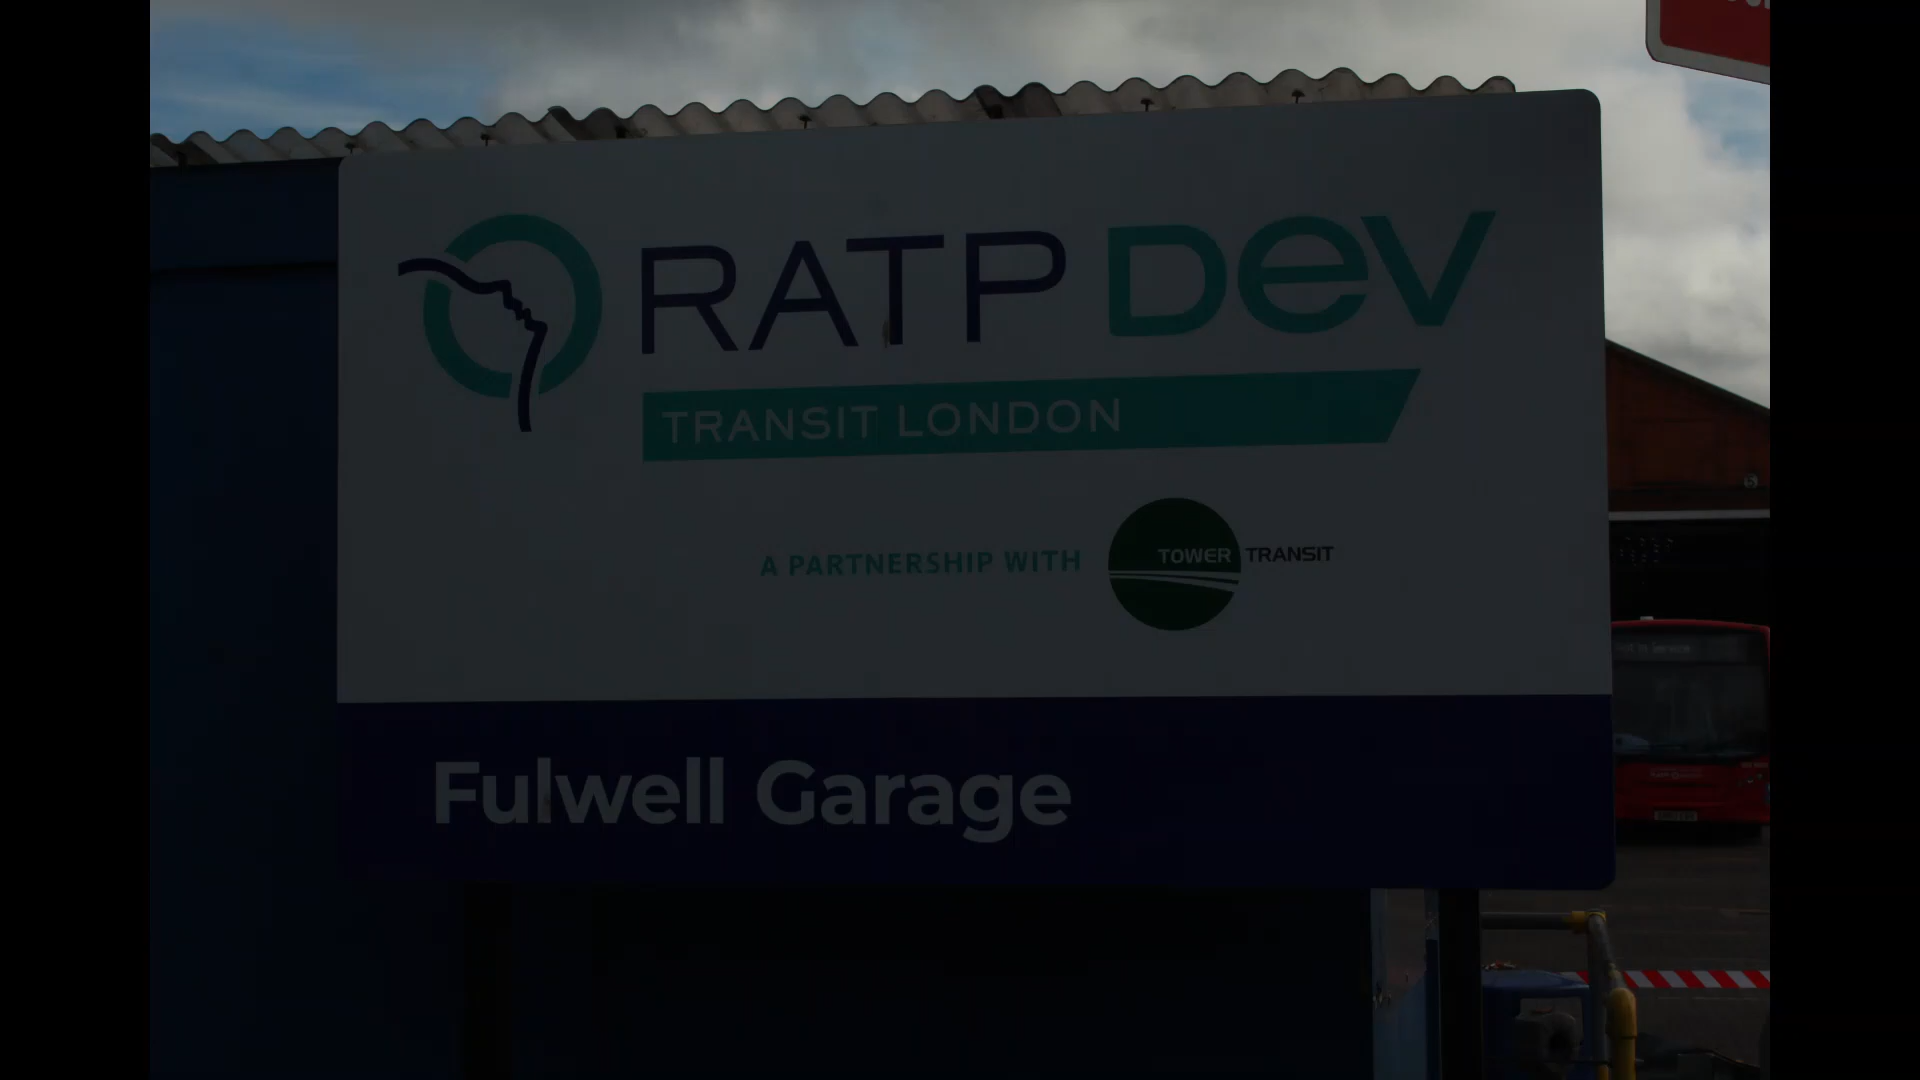 RATP DEV
TRANSIT LONDON
A PARTNERSHIP WITH
TOWER TRANSIT
Fulwell Garage